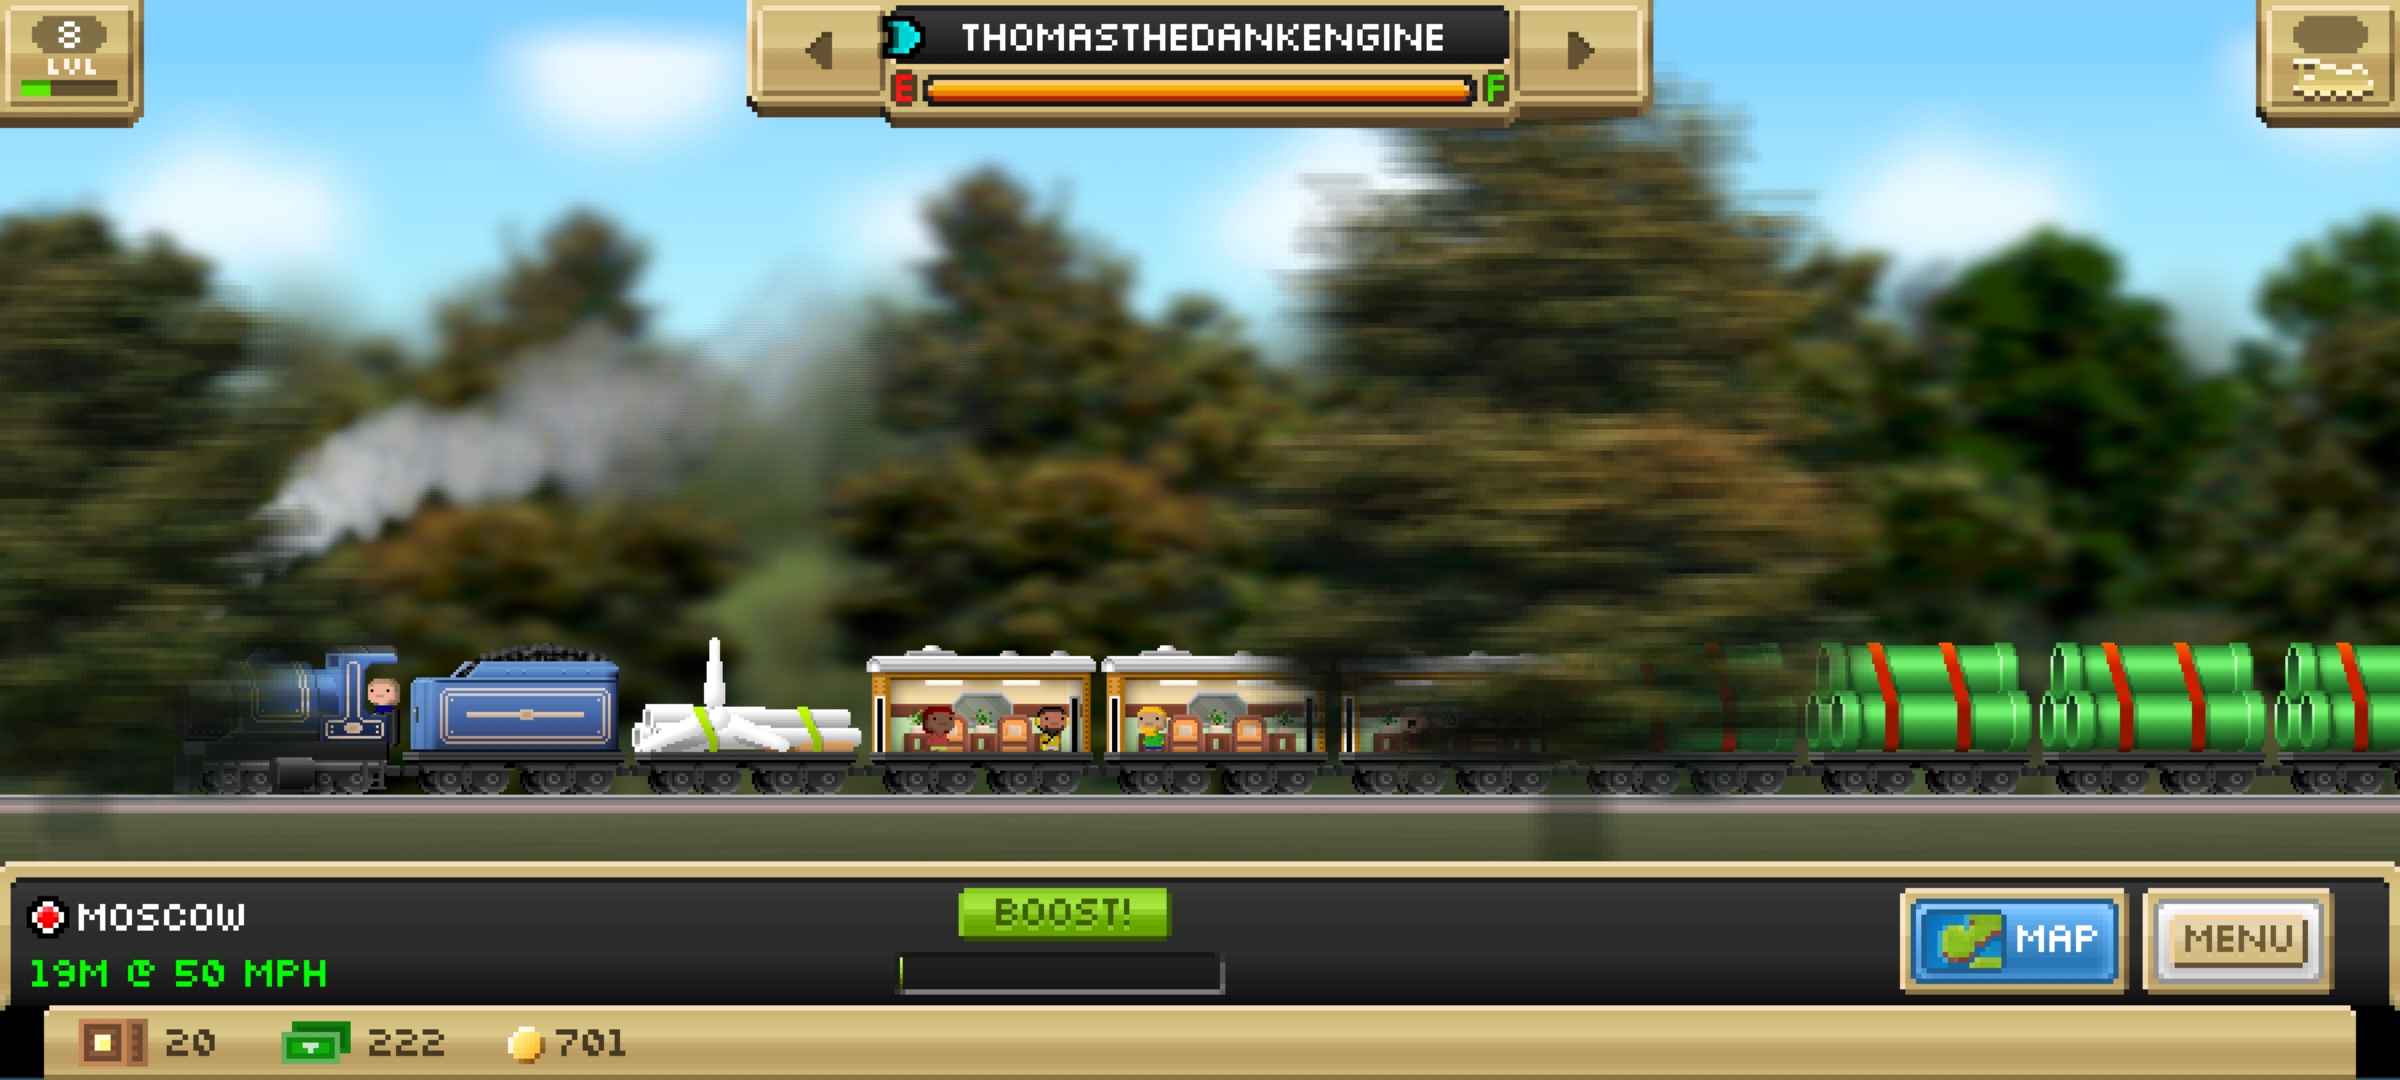 8
LVL
THOMASTHEDANKENGINE
E F
MOSCOW
19M @ 50 MPH
BOOST!
MAP
MENU
20
222
701